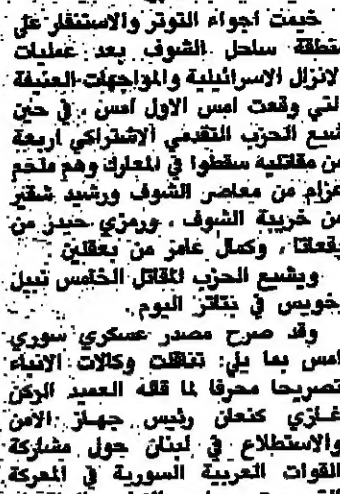 خيمت اجواء التوتر والاستنفار على
منطقة ساحل الشوف بعد عمليات
الانزال الاسرائيلية والمواجهات العنيفة
التي وقعت امس الاول امس ، في حين
شيع الحزب التقدمي الاشتراكي اربعة
من مقاتليه سقطوا في المعارك وهم ملحم
عزام من معاصر الشوف ورشيد شقير
من خريبة الشوف ، ورمزي حيدر من
بقعاتا ، وكمال عامر من بعقلين
ويشيع الحزب المقاتل الخامس نبيل
خويس في بتاتر اليوم .
وقد صرح مصدر عسكري سوري
امس بما يلي: تناقلت وكالات الانباء
تصريحا محرفا لما قاله العميد الركن
غازي كنعان رئيس جهاز الامن
والاستطلاع في لبنان حول مشاركة
القوات العربية السورية في المعركة